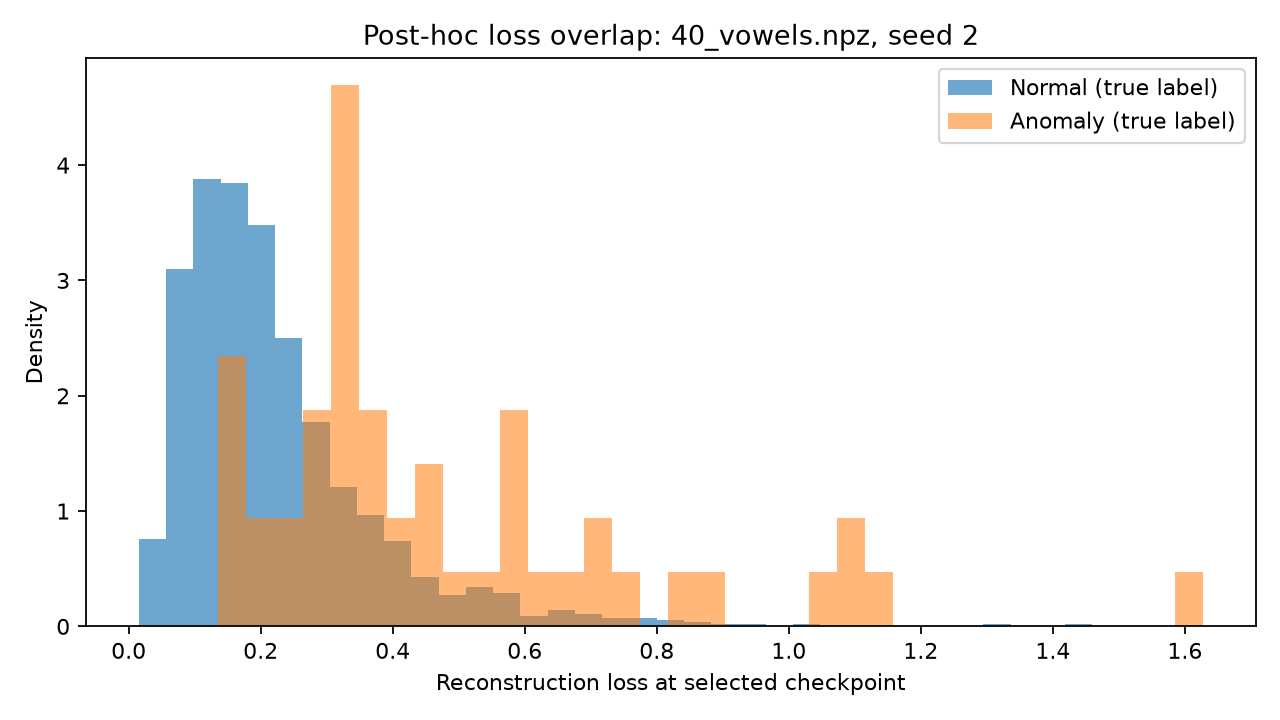 Post-hoc loss overlap: 40_vowels.npz, seed 2
Normal (true label)
Anomaly (true label)
Density
4
3
2
1
0
0.0 0.2 0.4 0.6 0.8 1.0 1.2 1.4 1.6
Reconstruction loss at selected checkpoint